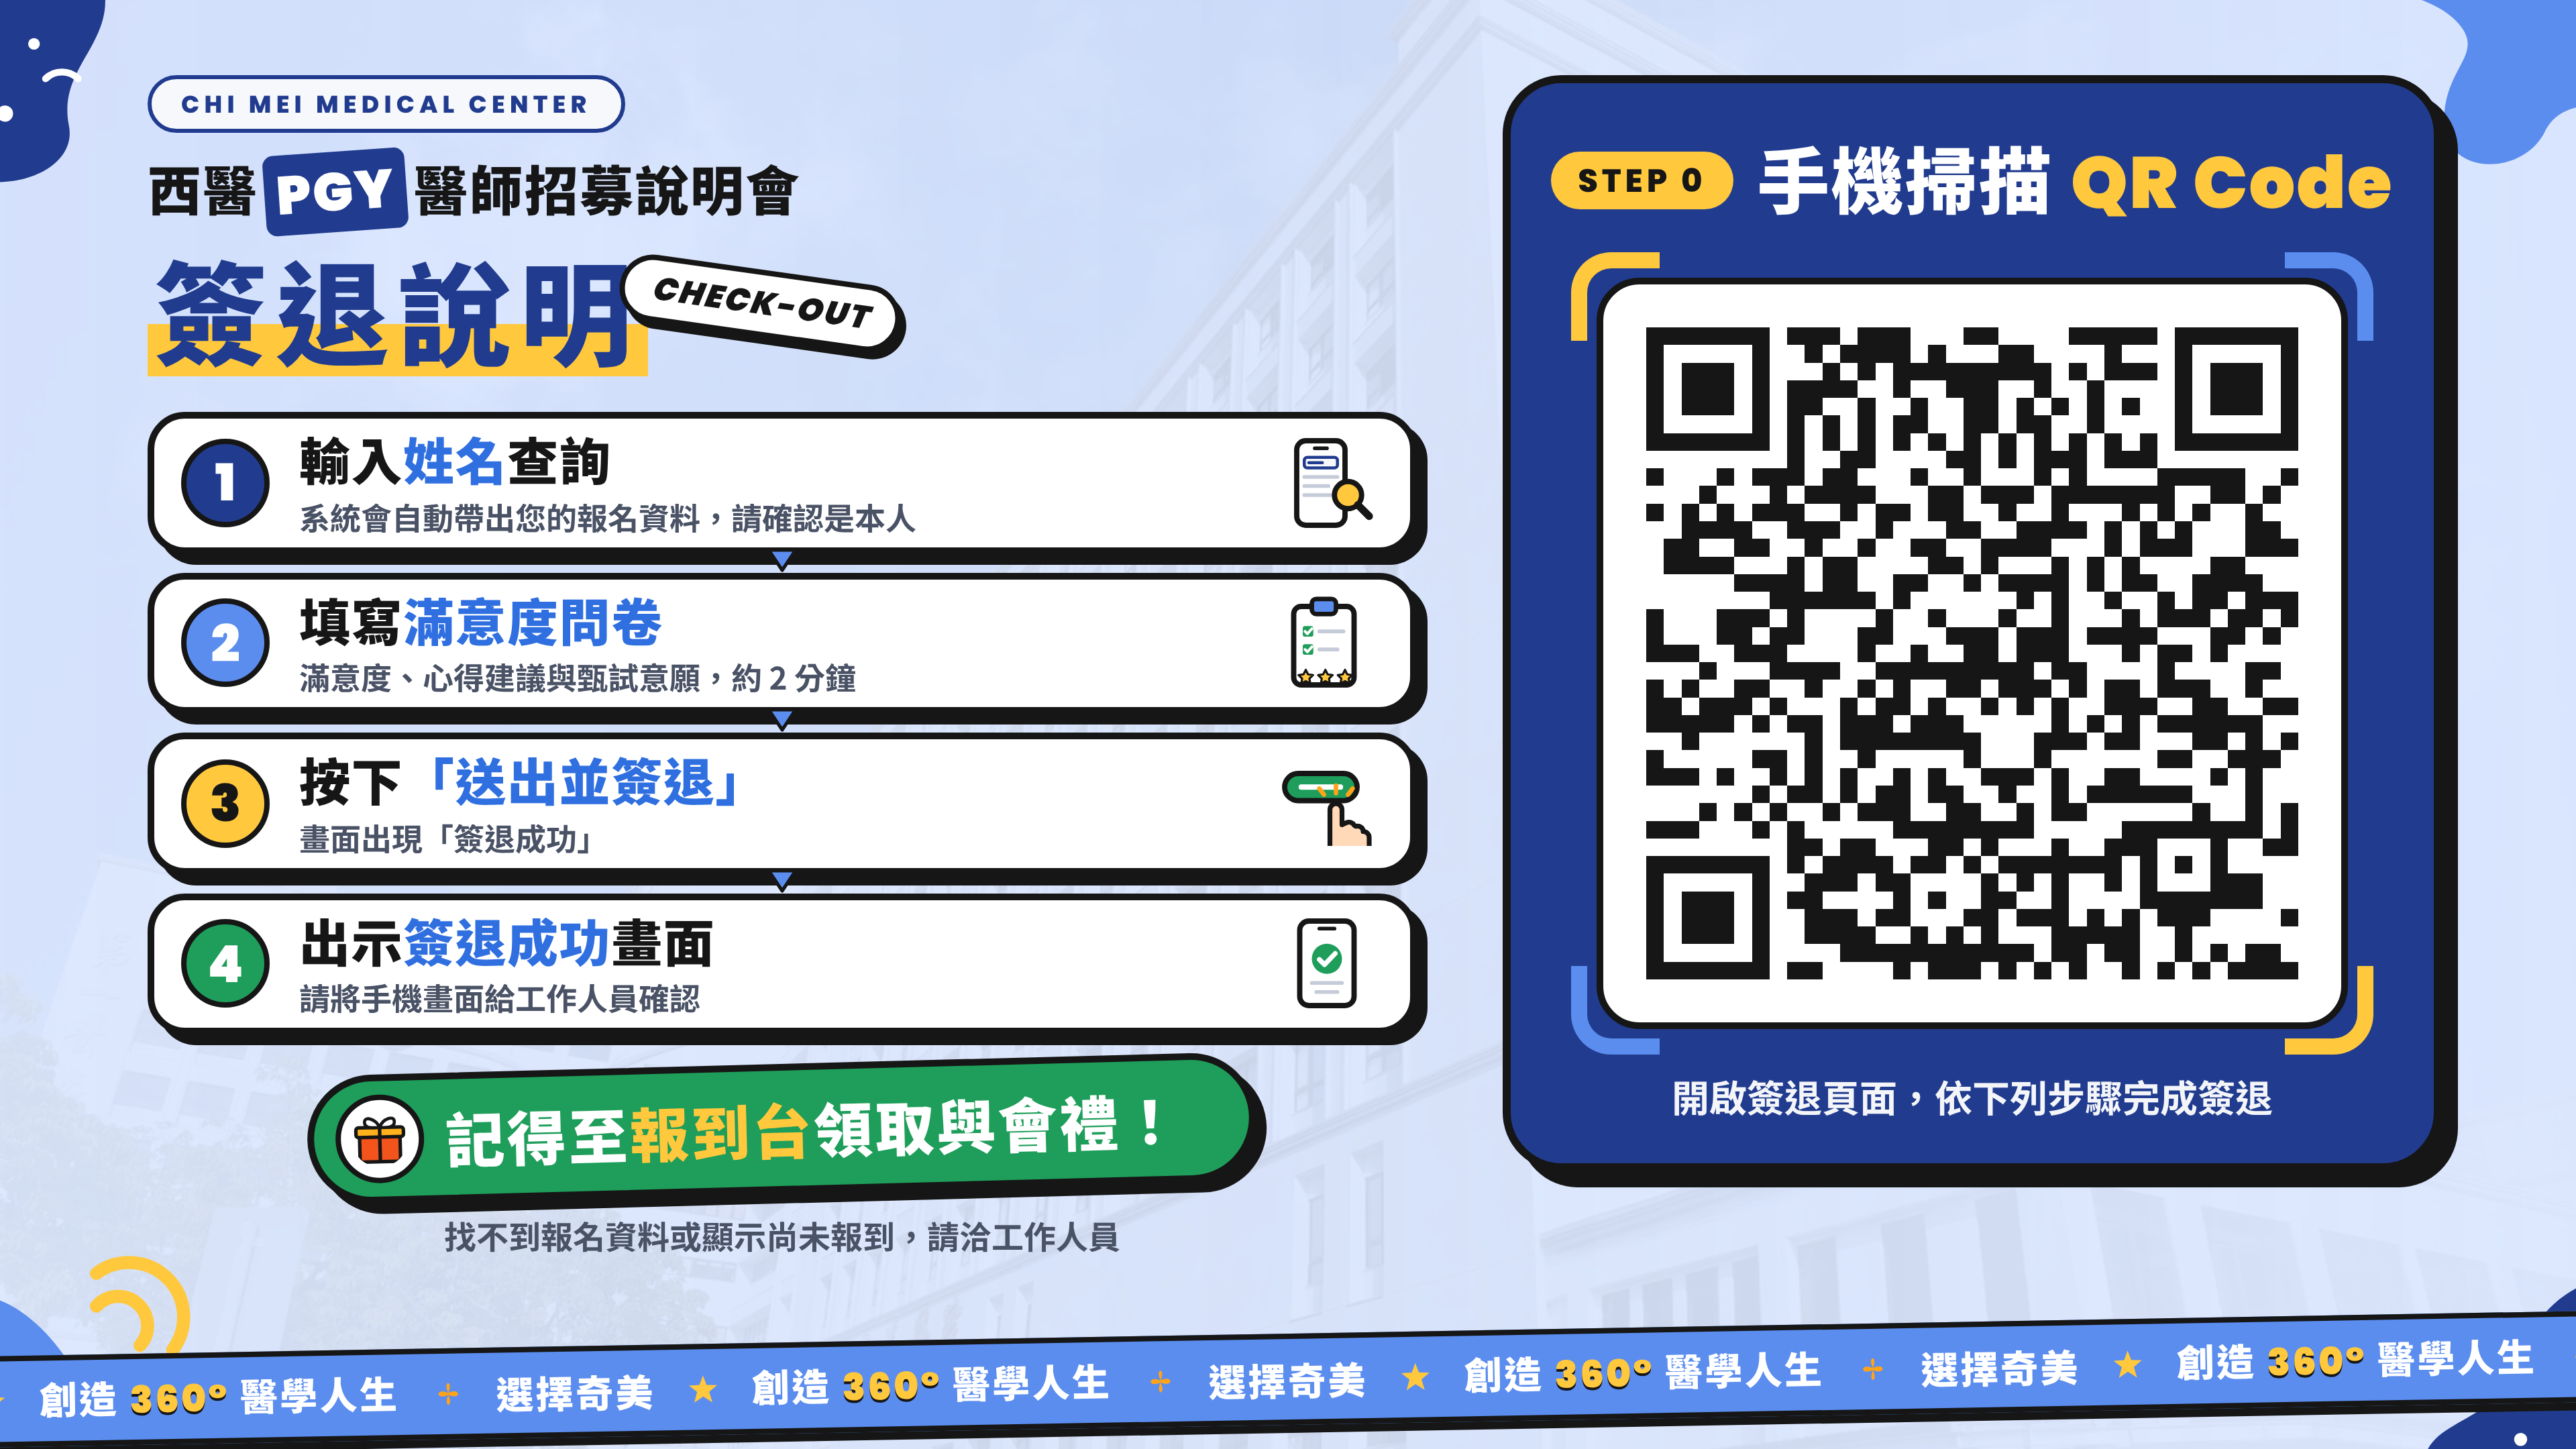 CHI MEI MEDICAL CENTER
西醫 PGY 醫師招募說明會
簽退說明
CHECK-OUT
1
輸入姓名查詢
系統會自動帶出您的報名資料，請確認是本人
2
填寫滿意度問卷
滿意度、心得建議與甄試意願，約 2 分鐘
3
按下「送出並簽退」
畫面出現「簽退成功」
4
出示簽退成功畫面
請將手機畫面給工作人員確認
記得至報到台領取與會禮！
找不到報名資料或顯示尚未報到，請洽工作人員
STEP 0 手機掃描 QR Code
開啟簽退頁面，依下列步驟完成簽退
創造 360° 醫學人生 選擇奇美 創造 360° 醫學人生 選擇奇美 創造 360° 醫學人生 選擇奇美 創造 360° 醫學人生